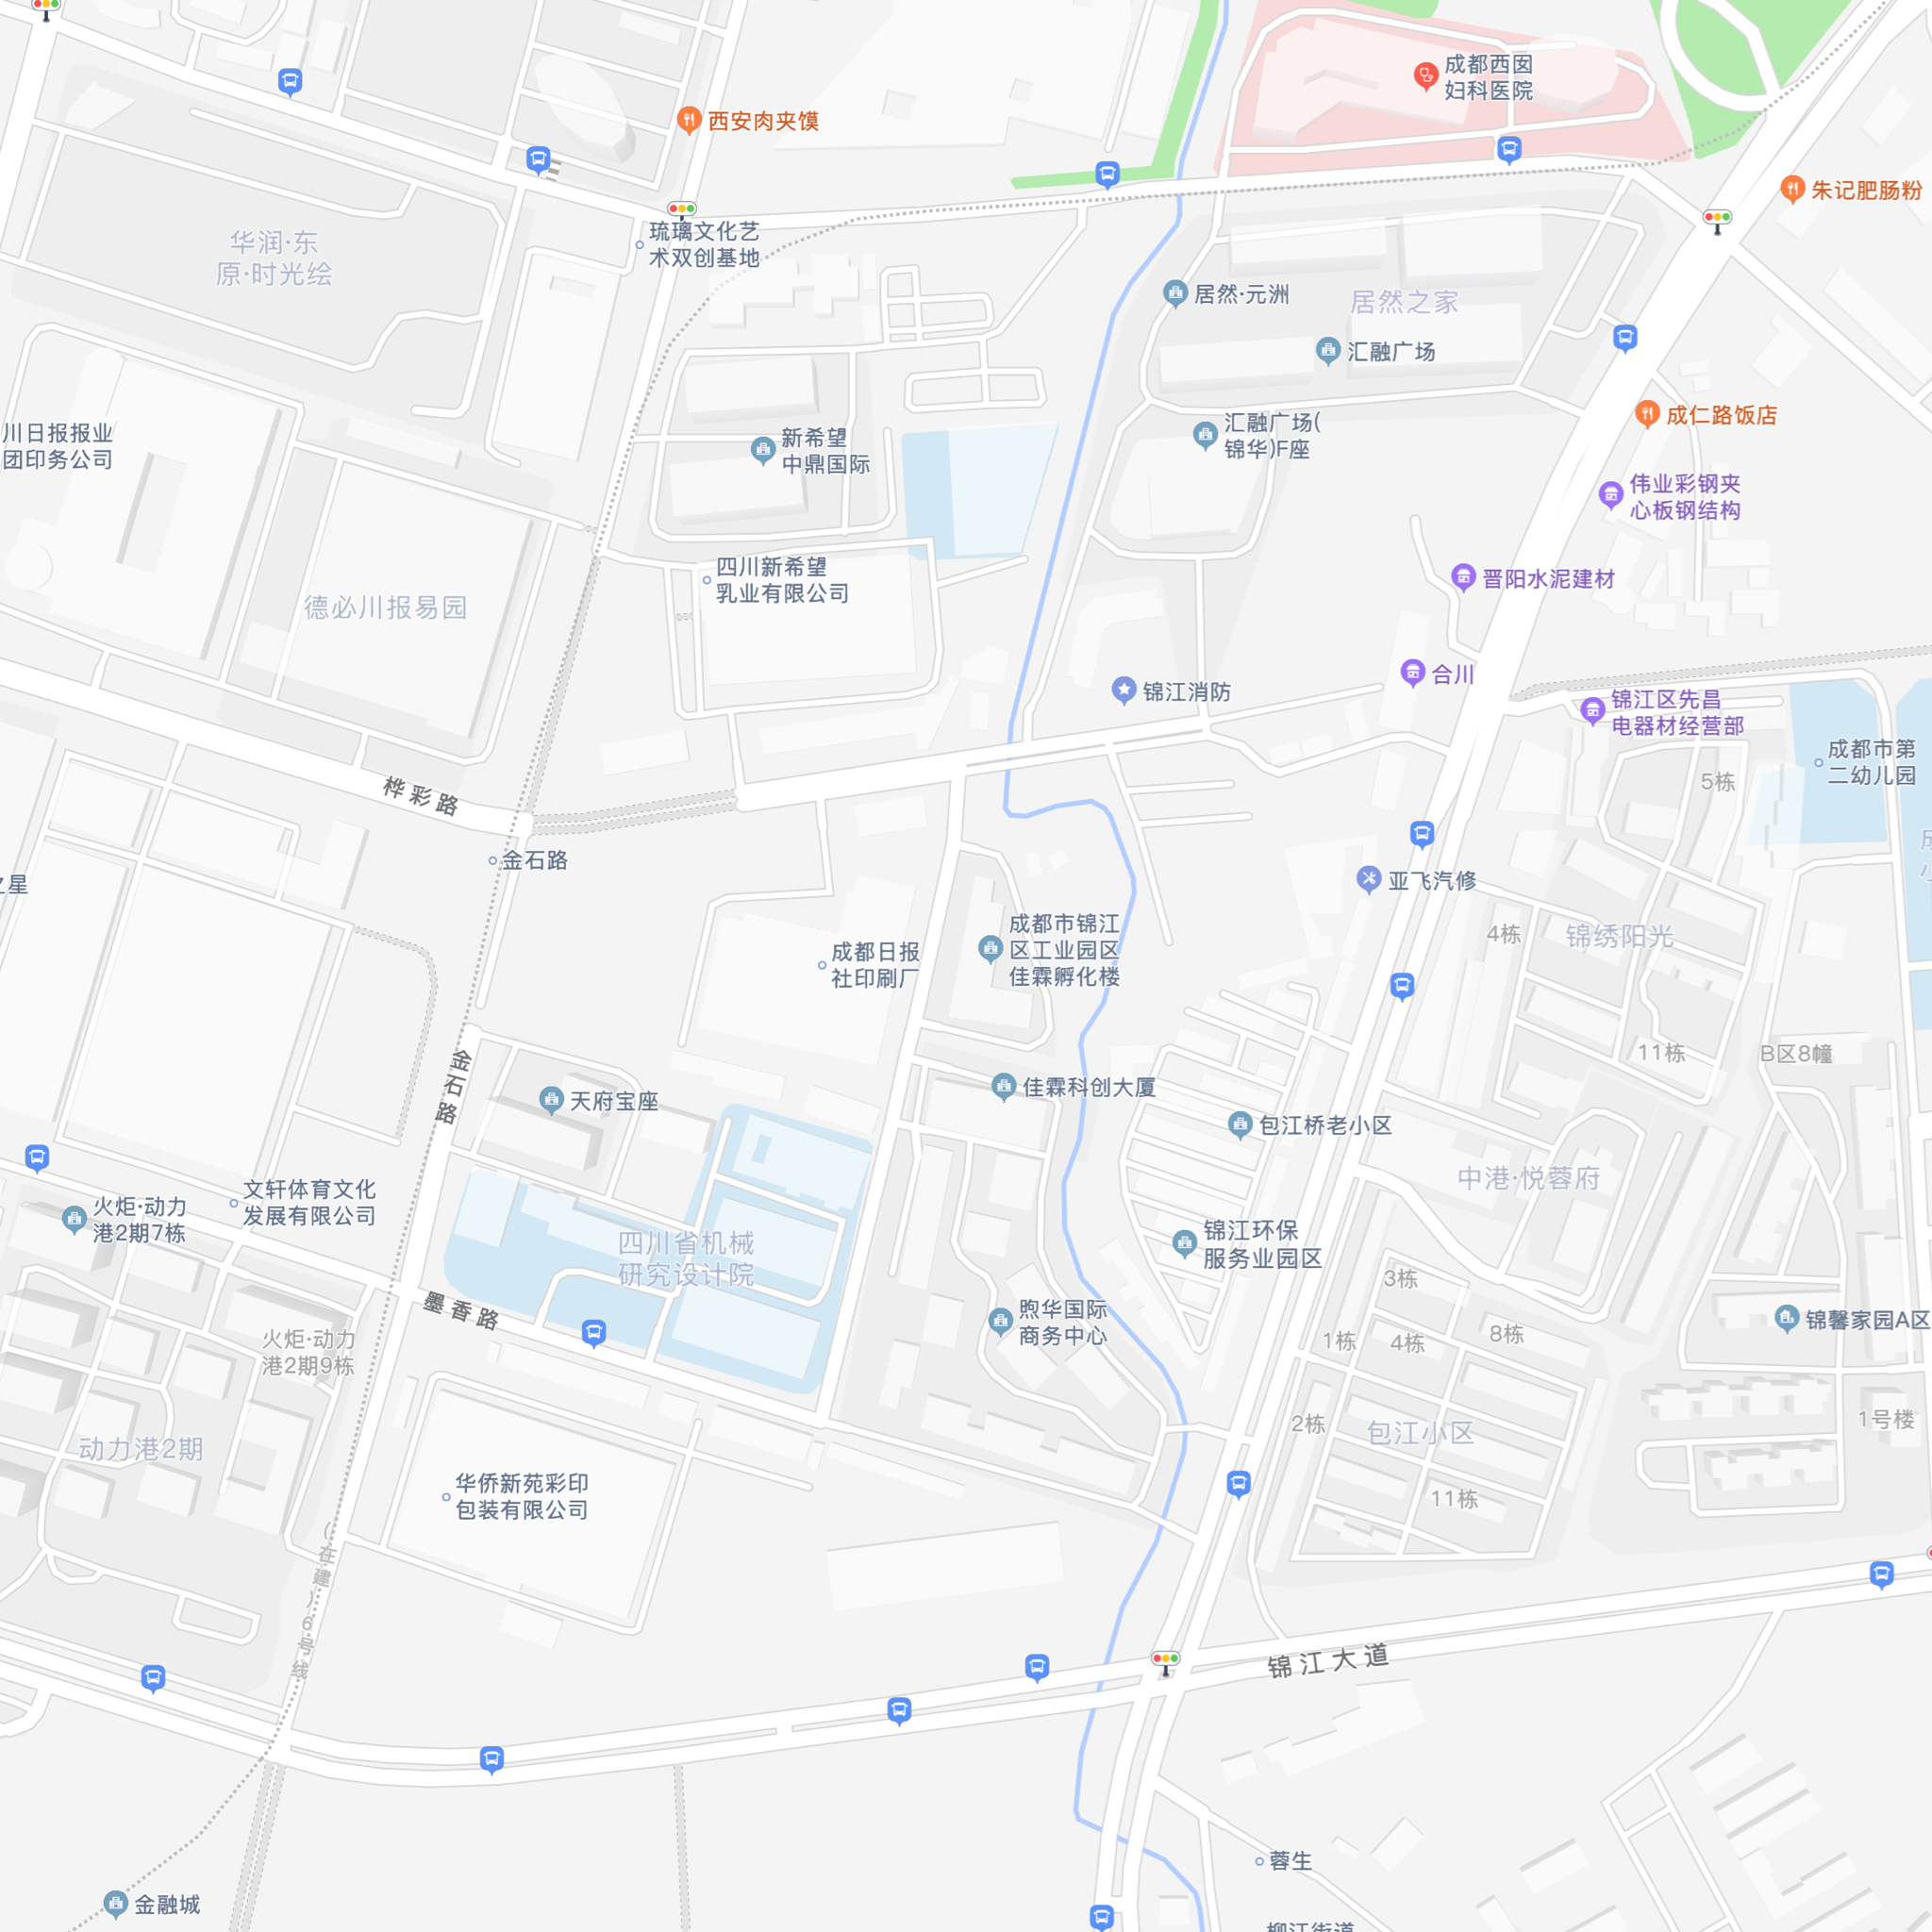 成都西囡
妇科医院
西安肉夹馍
朱记肥肠粉
琉璃文化艺
术双创基地
华润·东
原·时光绘
居然·元洲
居然之家
汇融广场
成仁路饭店
川日报报业
团印务公司
新希望
中鼎国际
汇融广场(
锦华)F座
伟业彩钢夹
心板钢结构
四川新希望
乳业有限公司
晋阳水泥建材
德必川报易园
锦江消防
合川
锦江区先昌
电器材经营部
成都市第
二幼儿园
5栋
桦彩路
金石路
之星
亚飞汽修
成都日报
社印刷厂
成都市锦江
区工业园区
佳霖孵化楼
4栋
锦绣阳光
11栋
B区8幢
金石路
天府宝座
佳霖科创大厦
包江桥老小区
中港·悦蓉府
文轩体育文化
发展有限公司
火炬·动力
港2期7栋
四川省机械
研究设计院
锦江环保
服务业园区
3栋
墨香路
煦华国际
商务中心
锦馨家园A区
火炬·动力
港2期9栋
1栋
4栋
8栋
2栋
包江小区
1号楼
动力港2期
华侨新苑彩印
包装有限公司
11栋
(在建)6号线
锦江大道
蓉生
金融城
柳江街道